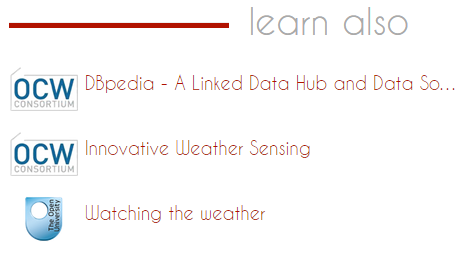 learn also
OCW
CONSORTIUM
DBpedia - A Linked Data Hub and Data So...
OCW
CONSORTIUM
Innovative Weather Sensing
The Open
University
Watching the weather